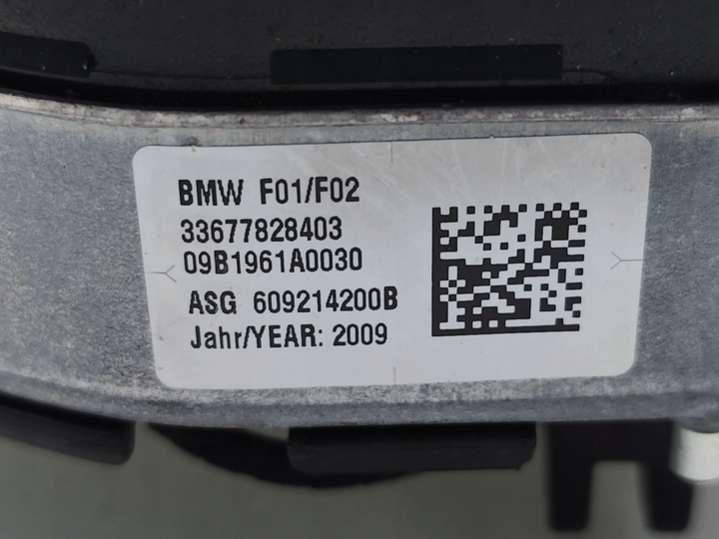 BMW F01/F02
33677828403
09B1961A0030
ASG 609214200B
Jahr/YEAR: 2009